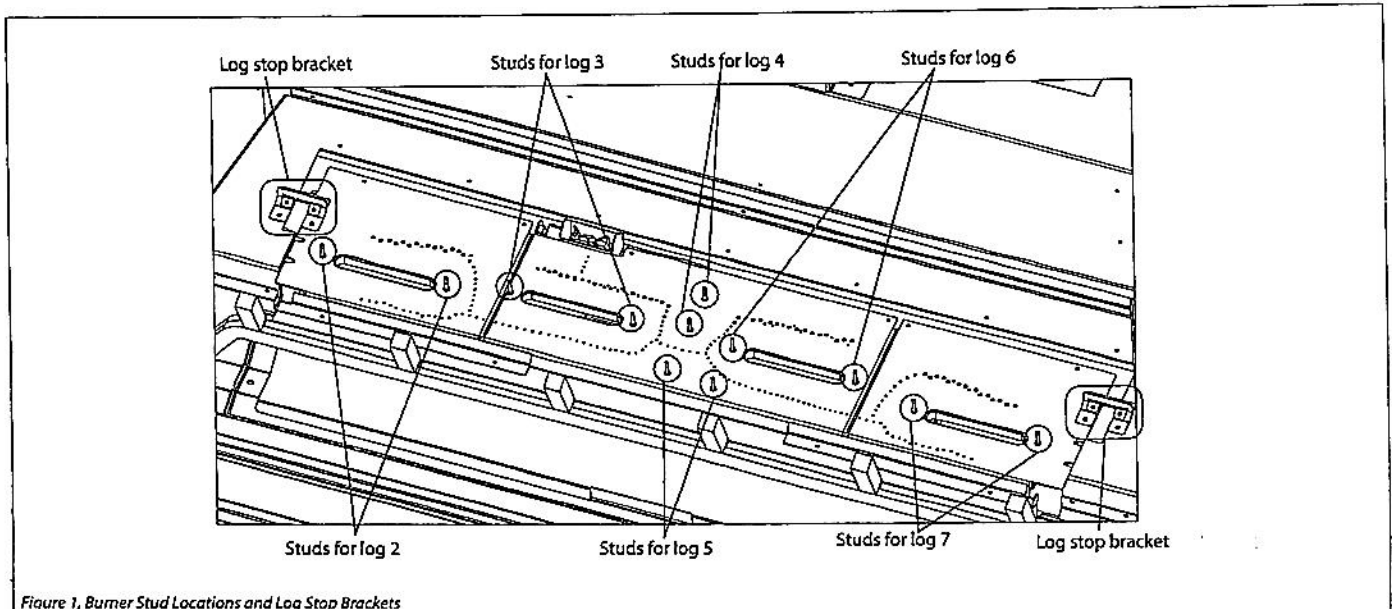 Log stop bracket
Studs for log 3
Studs for log 4
Studs for log 6
Studs for log 2
Studs for log 5
Studs for log 7
Log stop bracket
Figure 1. Burner Stud Locations and Log Stop Brackets